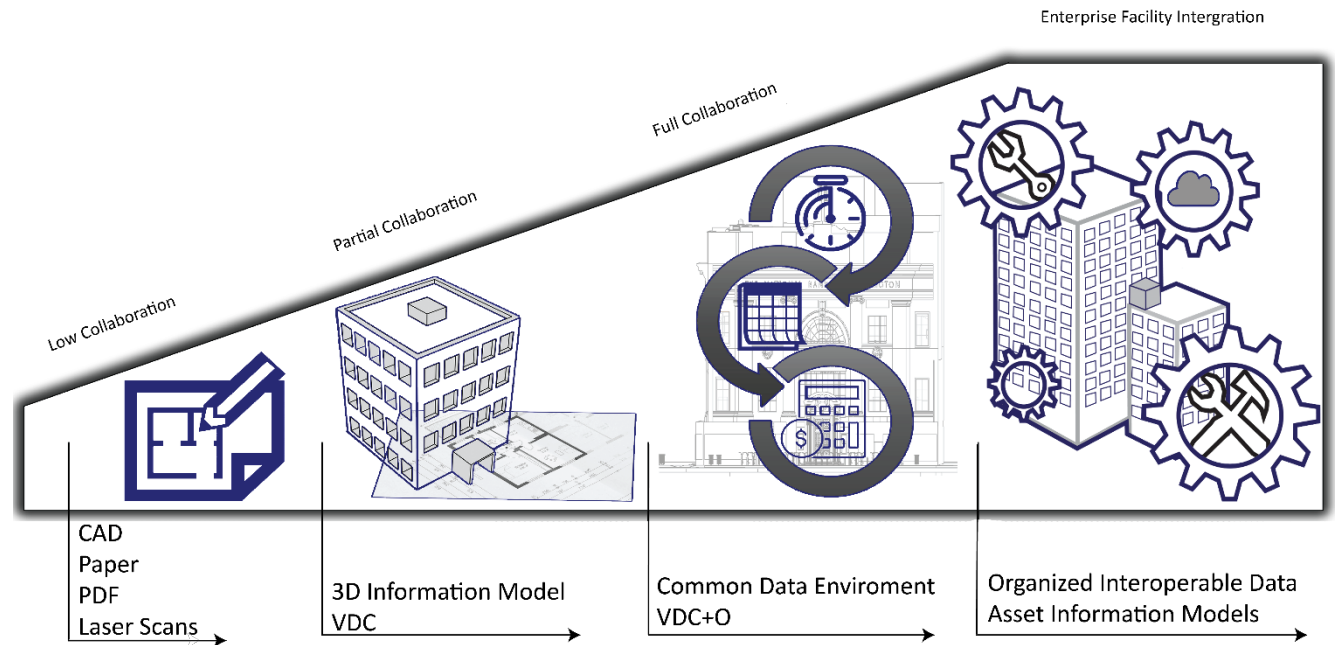 Enterprise Facility Intergration
Full Collaboration
Partial Collaboration
Low Collaboration
$
CAD
Paper
PDF
Laser Scans
3D Information Model
VDC
Common Data Enviroment
VDC+O
Organized Interoperable Data
Asset Information Models